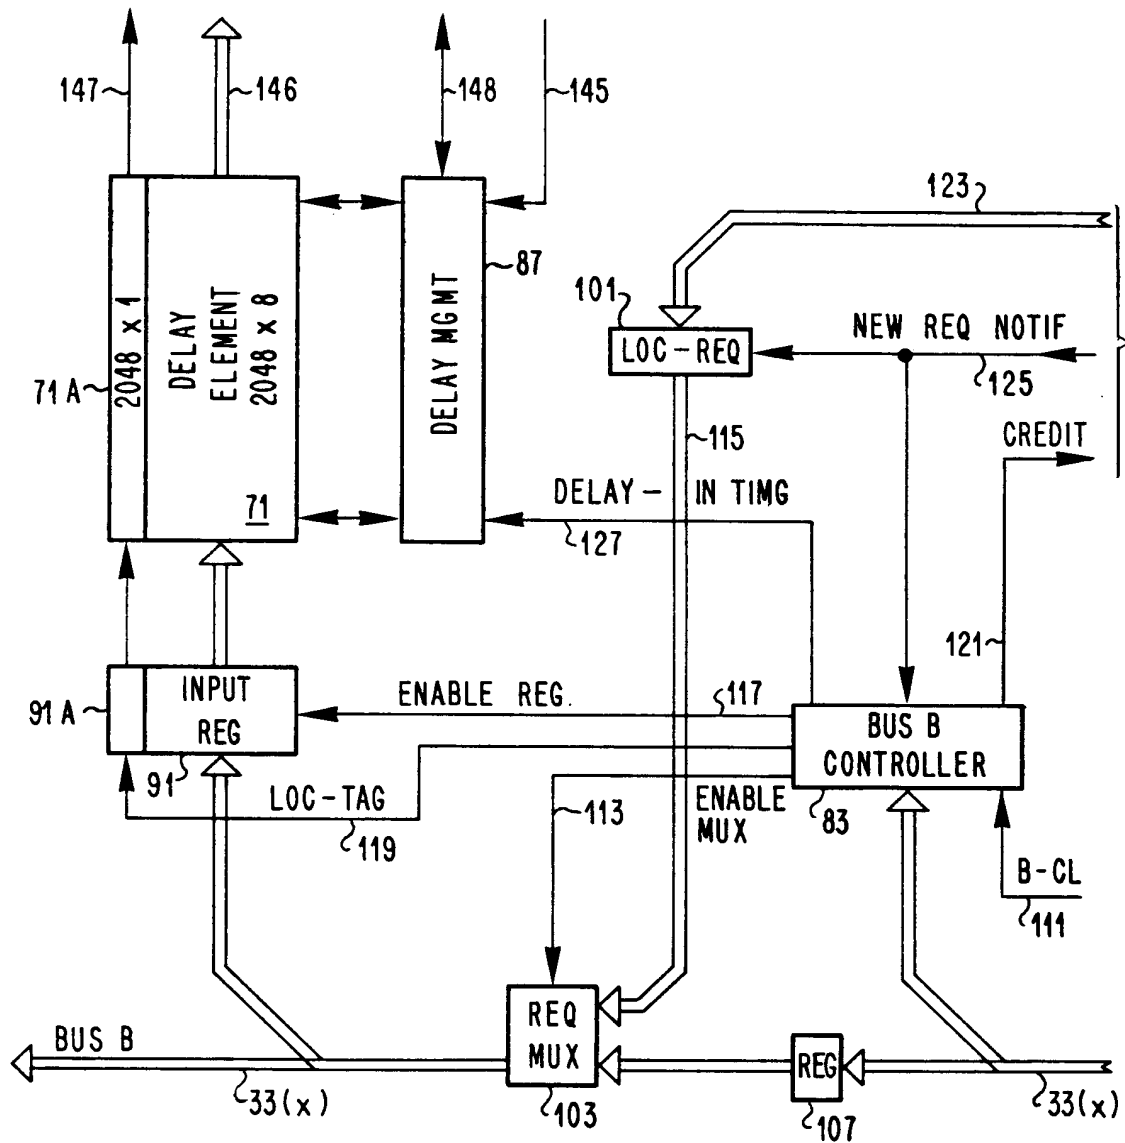 147
146
148
145
123
87
101
NEW REQ NOTIF
LOC-REQ
125
2048 x 1
DELAY
ELEMENT
2048 x 8
DELAY MGMT
71 A
71
115
CREDIT
DELAY-IN TIMG
127
121
91 A
INPUT
REG
91
ENABLE REG.
117
BUS B
CONTROLLER
83
LOC-TAG
119
113
ENABLE
MUX
B-CL
111
REQ
MUX
103
BUS B
33(x)
REG
107
33(x)